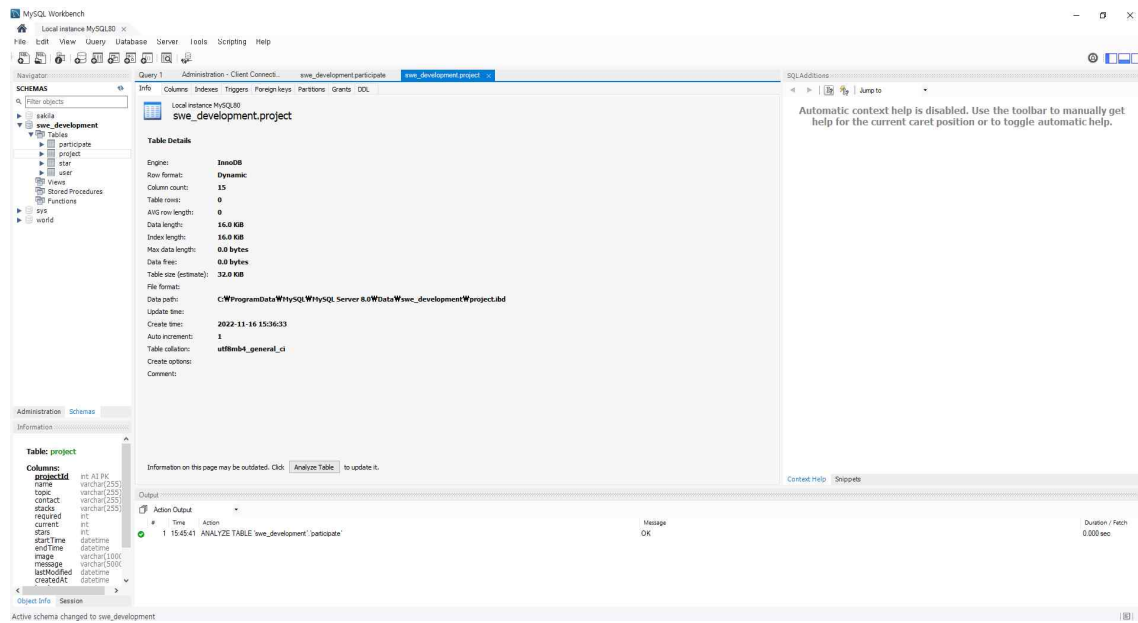 MySQL Workbench
Local instance MySQL80
File Edit View Query Database Server Tools Scripting Help
Navigator
SCHEMAS
Filter objects
sakila
swe_development
Tables
participate
project
star
user
Views
Stored Procedures
Functions
sys
world
Administration Schemas
Information
Table: project
Columns:
projectId int AI PK
name varchar(255)
topic varchar(255)
contact varchar(255)
stacks varchar(255)
required int
current int
stars int
startTime datetime
endTime datetime
image varchar(1000
message varchar(5000
lastModified datetime
createdAt datetime
Object Info Session
Query 1 Administration - Client Connecti... swe_development.participate swe_development.project
Info Columns Indexes Triggers Foreign keys Partitions Grants DDL
Local instance MySQL80
swe_development.project
Table Details
Engine: InnoDB
Row format: Dynamic
Column count: 15
Table rows: 0
AVG row length: 0
Data length: 16.0 KiB
Index length: 16.0 KiB
Max data length: 0.0 bytes
Data free: 0.0 bytes
Table size (estimate): 32.0 KiB
File format:
Data path: C:₩ProgramData₩MySQL₩MySQL Server 8.0₩Data₩swe_development₩project.ibd
Update time:
Create time: 2022-11-16 15:36:33
Auto increment: 1
Table collation: utf8mb4_general_ci
Create options:
Comment:
Information on this page may be outdated. Click Analyze Table to update it.
SQLAdditions
Jump to
Automatic context help is disabled. Use the toolbar to manually get
help for the current caret position or to toggle automatic help.
Context Help Snippets
Output
Action Output
# Time Action Message Duration / Fetch
1 15:45:41 ANALYZE TABLE `swe_development`.`participate` OK 0.000 sec
Active schema changed to swe_development